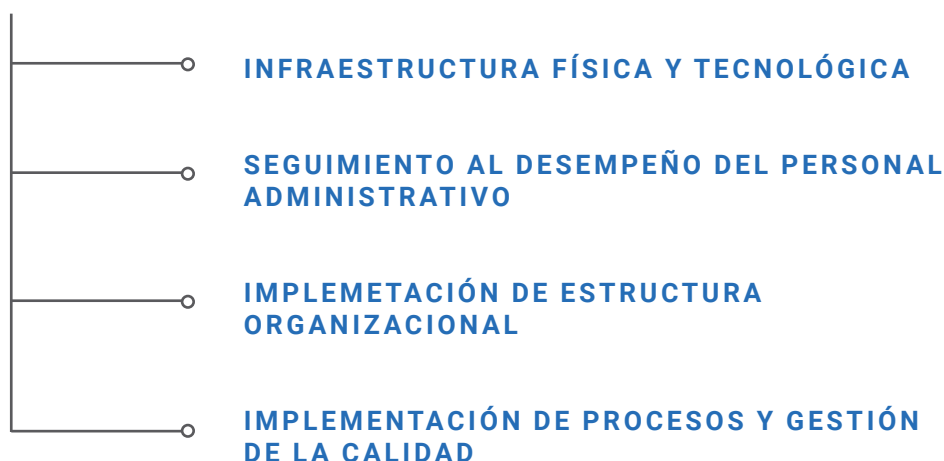 INFRAESTRUCTURA FÍSICA Y TECNOLÓGICA
SEGUIMIENTO AL DESEMPEÑO DEL PERSONAL
ADMINISTRATIVO
IMPLEMETACIÓN DE ESTRUCTURA
ORGANIZACIONAL
IMPLEMENTACIÓN DE PROCESOS Y GESTIÓN
DE LA CALIDAD